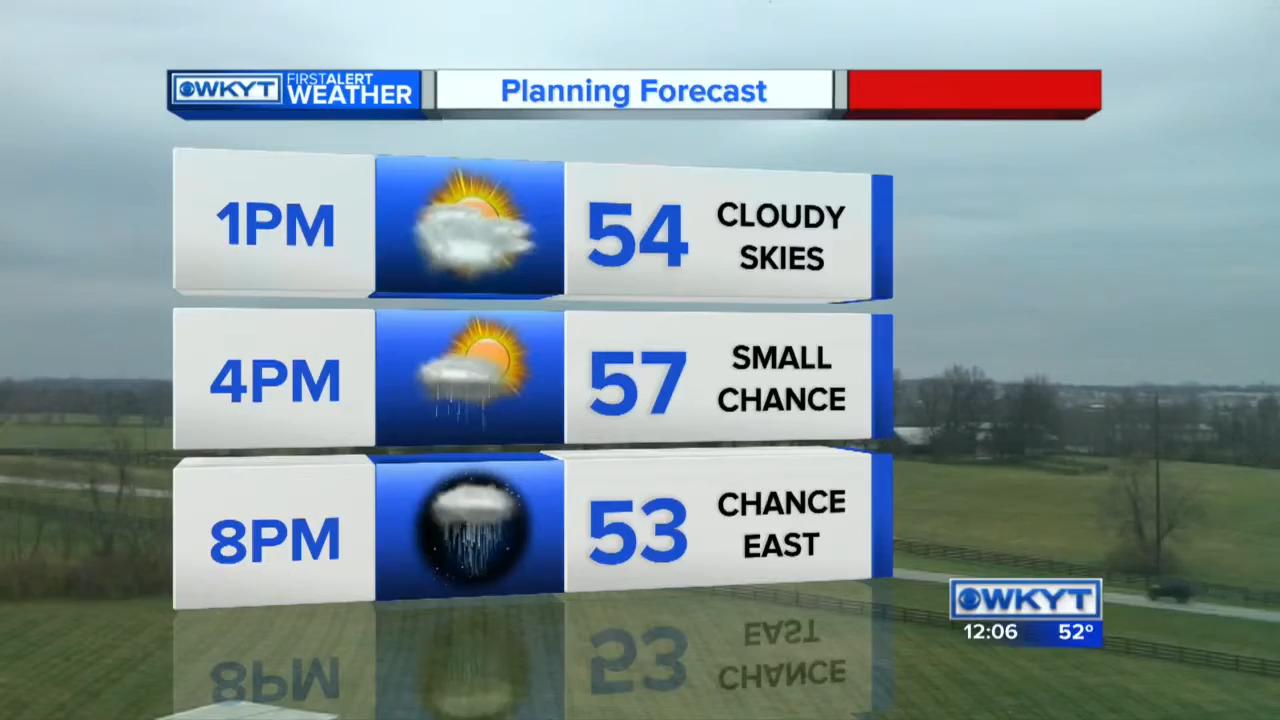 WKYT FIRST ALERT WEATHER
Planning Forecast
1PM
54
CLOUDY
SKIES
4PM
57
SMALL
CHANCE
8PM
53
CHANCE
EAST
WKYT
12:06 52°